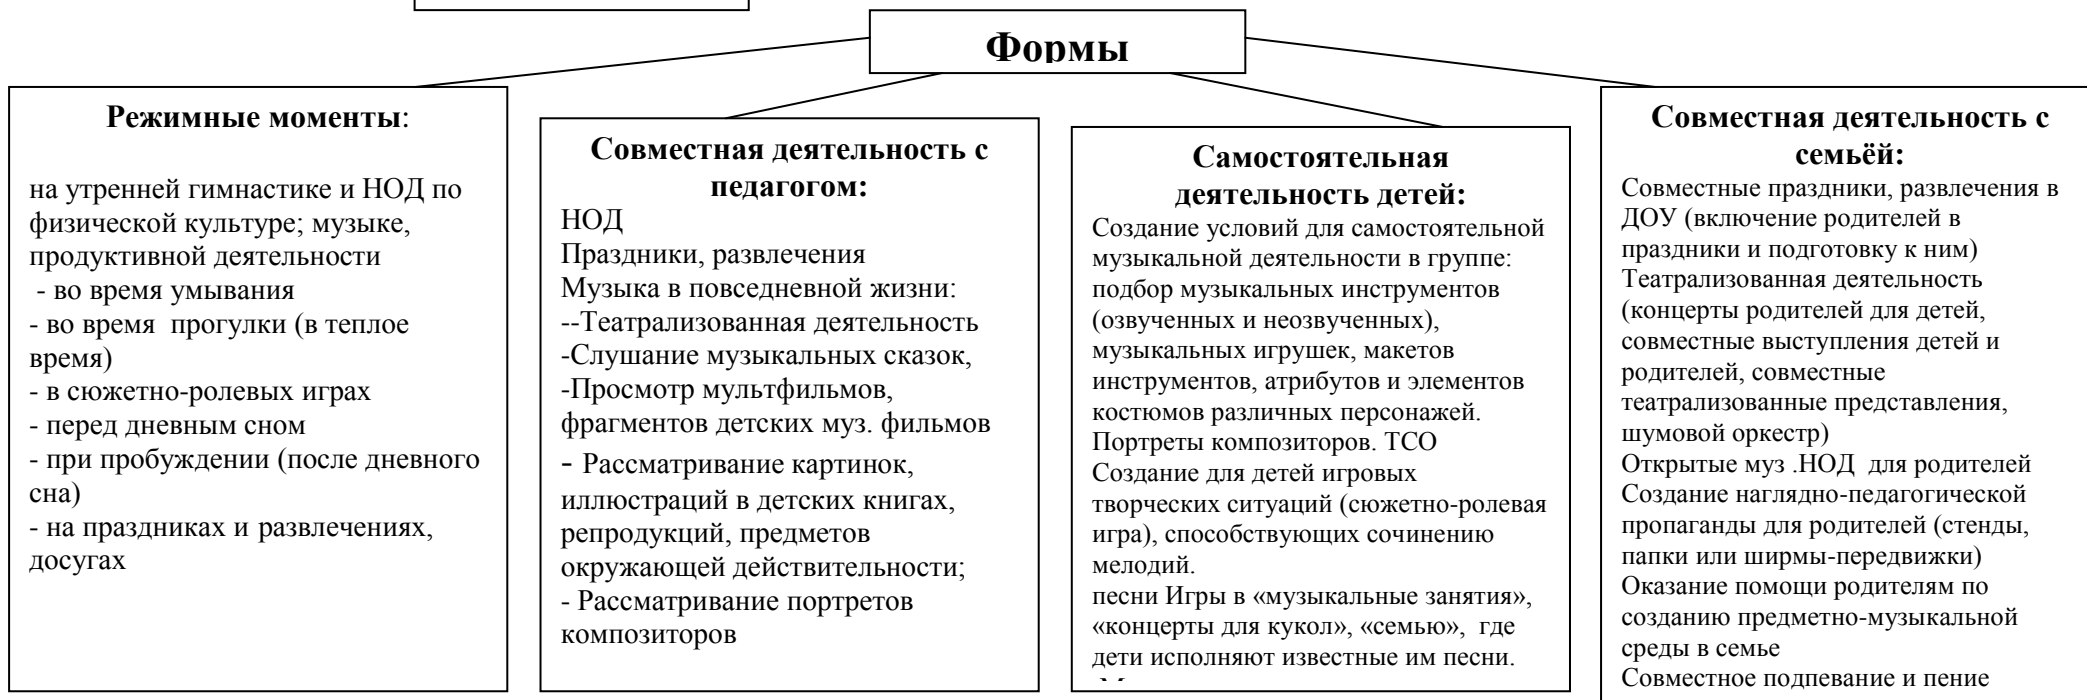 Формы
Режимные моменты:
на утренней гимнастике и НОД по
физической культуре; музыке,
продуктивной деятельности
- во время умывания
- во время прогулки (в теплое
время)
- в сюжетно-ролевых играх
- перед дневным сном
- при пробуждении (после дневного
сна)
- на праздниках и развлечениях,
досугах
Совместная деятельность с
педагогом:
НОД
Праздники, развлечения
Музыка в повседневной жизни:
--Театрализованная деятельность
-Слушание музыкальных сказок,
-Просмотр мультфильмов,
фрагментов детских муз. фильмов
- Рассматривание картинок,
иллюстраций в детских книгах,
репродукций, предметов
окружающей действительности;
- Рассматривание портретов
композиторов
Самостоятельная
деятельность детей:
Создание условий для самостоятельной
музыкальной деятельности в группе:
подбор музыкальных инструментов
(озвученных и неозвученных),
музыкальных игрушек, макетов
инструментов, атрибутов и элементов
костюмов различных персонажей.
Портреты композиторов. ТСО
Создание для детей игровых
творческих ситуаций (сюжетно-ролевая
игра), способствующих сочинению
мелодий.
песни Игры в «музыкальные занятия»,
«концерты для кукол», «семью», где
дети исполняют известные им песни.
Совместная деятельность с
семьёй:
Совместные праздники, развлечения в
ДОУ (включение родителей в
праздники и подготовку к ним)
Театрализованная деятельность
(концерты родителей для детей,
совместные выступления детей и
родителей, совместные
театрализованные представления,
шумовой оркестр)
Открытые муз .НОД для родителей
Создание наглядно-педагогической
пропаганды для родителей (стенды,
папки или ширмы-передвижки)
Оказание помощи родителям по
созданию предметно-музыкальной
среды в семье
Совместное подпевание и пение